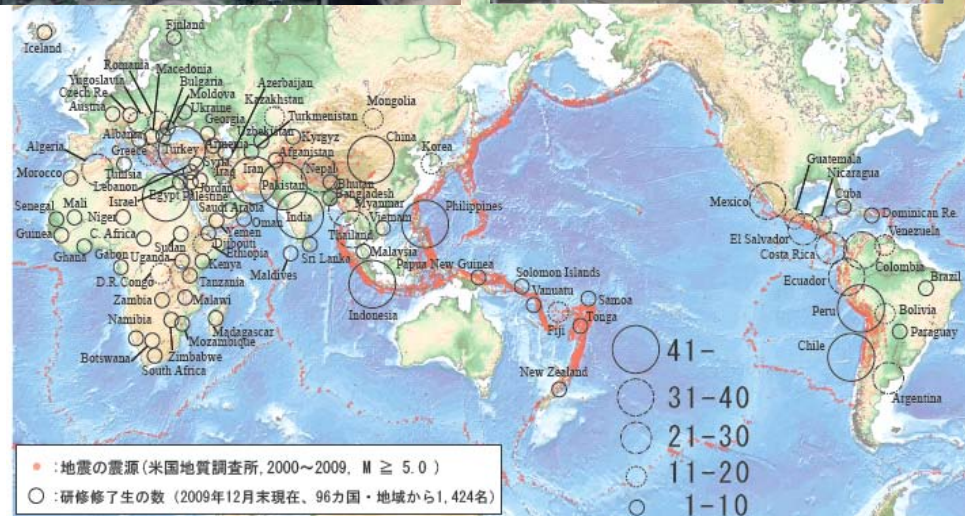 Finland
Iceland
Romania
Macedonia
Yugoslavia
Bulgaria
Czech Re.
Moldova
Austria
Ukraine
Georgia
Azerbaijan
Kazakhstan
Turkmenistan
Mongolia
Albania
Armenia
Uzbekistan
Kyrgyz
China
Korea
Algeria
Greece
Turkey
Afganistan
Morocco
Tunisia
Syria
Iraq
Iran
Nepal
Lebanon
Israel
Egypt
Palestine
Jordan
Pakistan
Bhutan
Bangladesh
Myanmar
Senegal
Mali
Niger
Saudi Arabia
Oman
India
Vietnam
Philippines
Guinea
C. Africa
Sudan
Yemen
Djibouti
Ethiopia
Thailand
Ghana
Gabon
Uganda
Kenya
Maldives
Sri Lanka
Malaysia
Papua New Guinea
Solomon Islands
D.R.Congo
Tanzania
Vanuatu
Samoa
Zambia
Malawi
Indonesia
Fiji
Tonga
Namibia
Madagascar
Mozambique
Botswana
Zimbabwe
South Africa
New Zealand
Guatemala
Nicaragua
Cuba
Mexico
Dominican Re.
Venezuela
El Salvador
Costa Rica
Colombia
Ecuador
Brazil
Peru
Bolivia
Paraguay
Chile
Argentina
41-
31-40
21-30
11-20
1-10
:地震の震源(米国地質調査所, 2000〜2009, M ≧ 5.0 )
:研修修了生の数 (2009年12月末現在、96カ国・地域から1,424名)